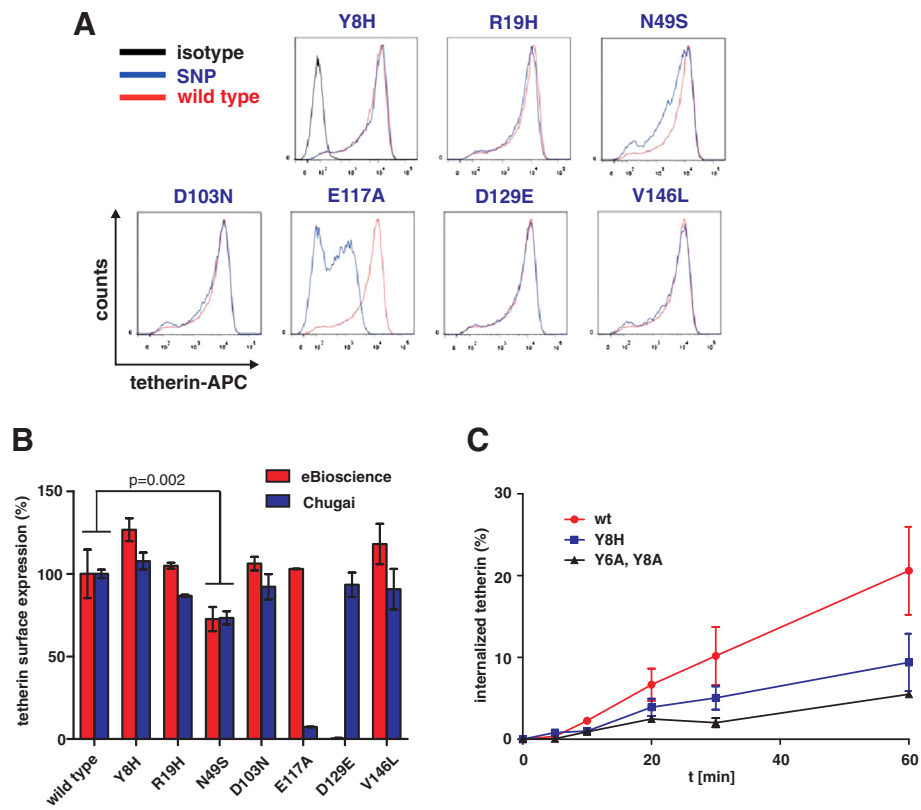 A
isotype
SNP
wild type
Y8H
R19H
N49S
D103N
E117A
D129E
V146L
counts
tetherin-APC
B
p=0.002
eBioscience
Chugai
tetherin surface expression (%)
150
100
50
0
wild type
Y8H
R19H
N49S
D103N
E117A
D129E
V146L
C
wt
Y8H
Y6A, Y8A
internalized tetherin (%)
30
20
10
0
0 20 40 60
t [min]